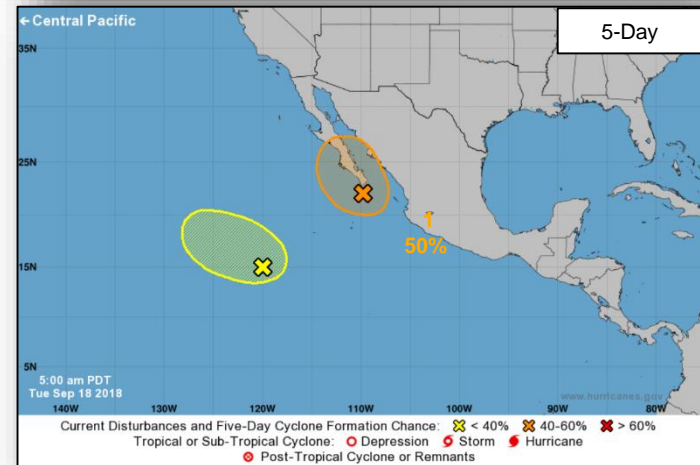 ← Central Pacific
5-Day
35N
25N
1
50%
15N
5N
5:00 am PDT
Tue Sep 18 2018
www.hurricanes.gov
140W 130W 120W 110W 100W 90W 80W
Current Disturbances and Five-Day Cyclone Formation Chance: < 40% 40-60% > 60%
Tropical or Sub-Tropical Cyclone: Depression Storm Hurricane
Post-Tropical Cyclone or Remnants